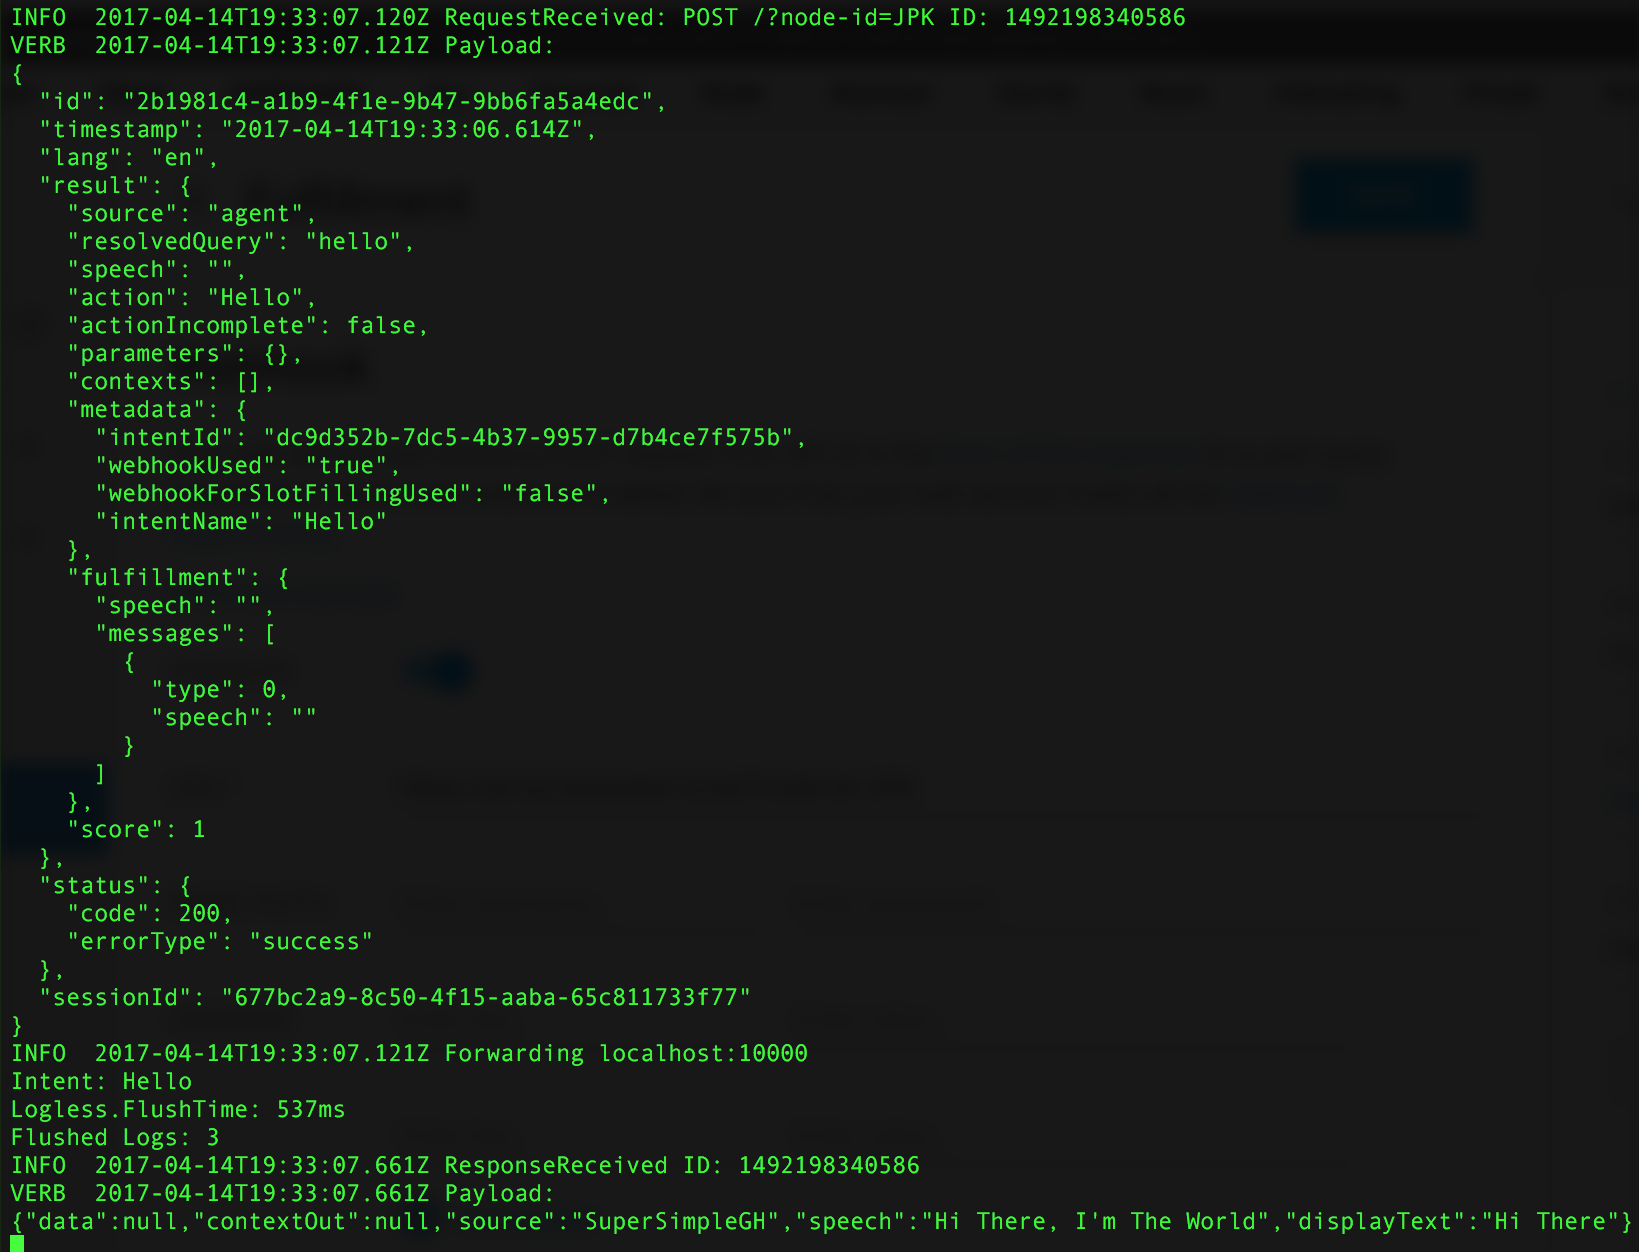 INFO  2017-04-14T19:33:07.120Z RequestReceived: POST /?node-id=JPK ID: 1492198340586
VERB  2017-04-14T19:33:07.121Z Payload:
{
  "id": "2b1981c4-a1b9-4f1e-9b47-9bb6fa5a4edc",
  "timestamp": "2017-04-14T19:33:06.614Z",
  "lang": "en",
  "result": {
    "source": "agent",
    "resolvedQuery": "hello",
    "speech": "",
    "action": "Hello",
    "actionIncomplete": false,
    "parameters": {},
    "contexts": [],
    "metadata": {
      "intentId": "dc9d352b-7dc5-4b37-9957-d7b4ce7f575b",
      "webhookUsed": "true",
      "webhookForSlotFillingUsed": "false",
      "intentName": "Hello"
    },
    "fulfillment": {
      "speech": "",
      "messages": [
        {
          "type": 0,
          "speech": ""
        }
      ]
    },
    "score": 1
  },
  "status": {
    "code": 200,
    "errorType": "success"
  },
  "sessionId": "677bc2a9-8c50-4f15-aaba-65c811733f77"
}
INFO  2017-04-14T19:33:07.121Z Forwarding localhost:10000
Intent: Hello
Logless.FlushTime: 537ms
Flushed Logs: 3
INFO  2017-04-14T19:33:07.661Z ResponseReceived ID: 1492198340586
VERB  2017-04-14T19:33:07.661Z Payload:
{"data":null,"contextOut":null,"source":"SuperSimpleGH","speech":"Hi There, I'm The World","displayText":"Hi There"}